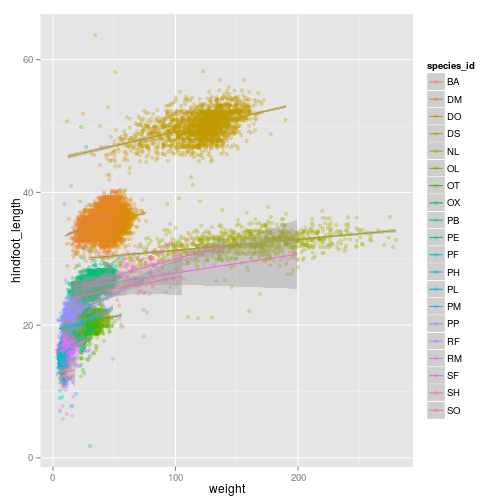 60
40
20
0
hindfoot_length
0
100
200
weight
species_id
BA
DM
DO
DS
NL
OL
OT
OX
PB
PE
PF
PH
PL
PM
PP
RF
RM
SF
SH
SO